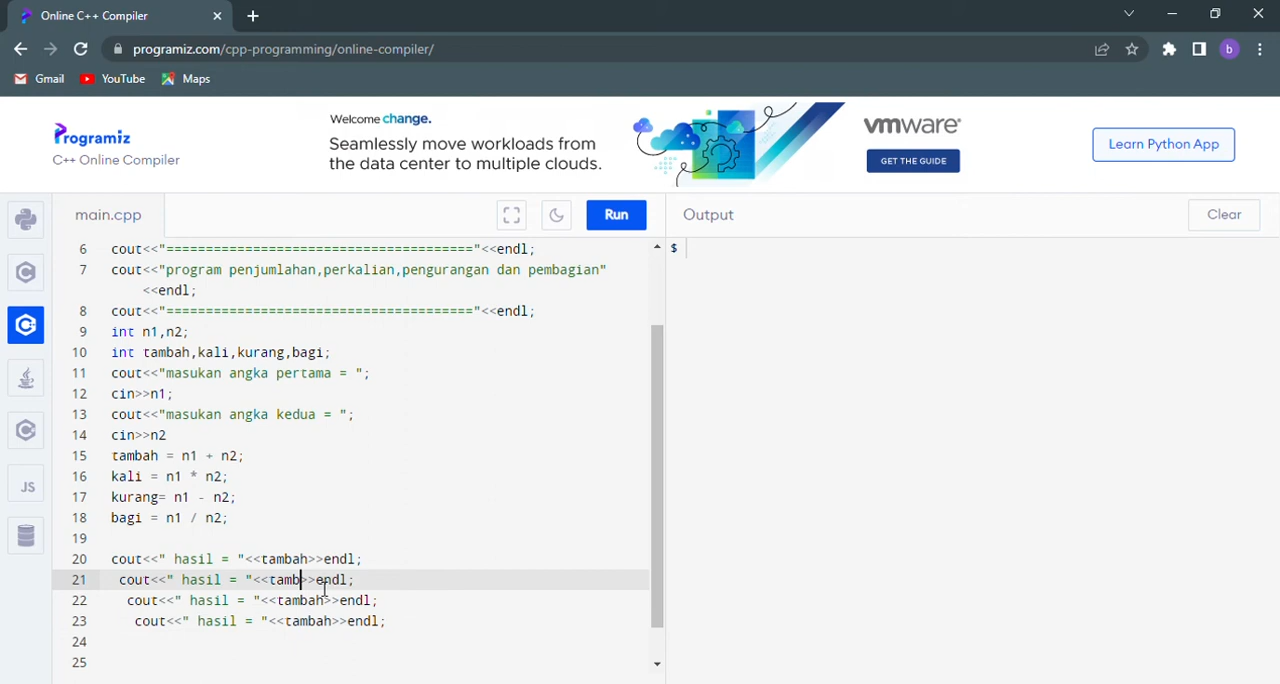 Online C++ Compiler
programiz.com/cpp-programming/online-compiler/
b
Gmail YouTube Maps
Programiz
C++ Online Compiler
Welcome change.
Seamlessly move workloads from
the data center to multiple clouds.
vmware
GET THE GUIDE
Learn Python App
main.cpp
Run
Output
Clear
JS
6 cout<<"======================================="<<endl;
7 cout<<"program penjumlahan,perkalian,pengurangan dan pembagian"
<<endl;
8 cout<<"======================================="<<endl;
9 int n1,n2;
10 int tambah,kali,kurang,bagi;
11 cout<<"masukan angka pertama = ";
12 cin>>n1;
13 cout<<"masukan angka kedua = ";
14 cin>>n2
15 tambah = n1 + n2;
16 kali = n1 * n2;
17 kurang= n1 - n2;
18 bagi = n1 / n2;
19
20 cout<<" hasil = "<<tambah>>endl;
21 cout<<" hasil = "<<tamb>>endl;
22 cout<<" hasil = "<<tambah>>endl;
23 cout<<" hasil = "<<tambah>>endl;
24
25
$